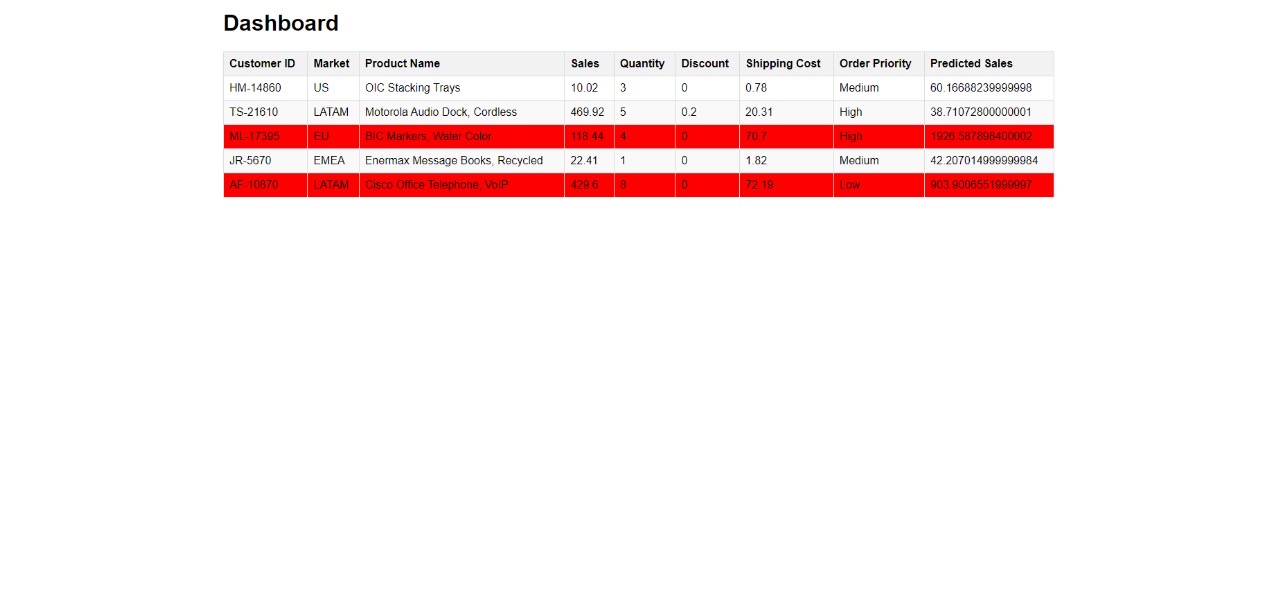 Dashboard
Customer ID Market Product Name Sales Quantity Discount Shipping Cost Order Priority Predicted Sales
HM-14860 US OIC Stacking Trays 10.02 3 0 0.78 Medium 60.16688239999998
TS-21610 LATAM Motorola Audio Dock, Cordless 469.92 5 0.2 20.31 High 38.71072800000001
ML-17395 EU BIC Markers, Water Color 118.44 4 0 70.7 High 1926.587898400002
JR-5670 EMEA Enermax Message Books, Recycled 22.41 1 0 1.82 Medium 42.207014999999984
AF-10870 LATAM Cisco Office Telephone, VoIP 429.6 8 0 72.19 Low 903.9006551999997